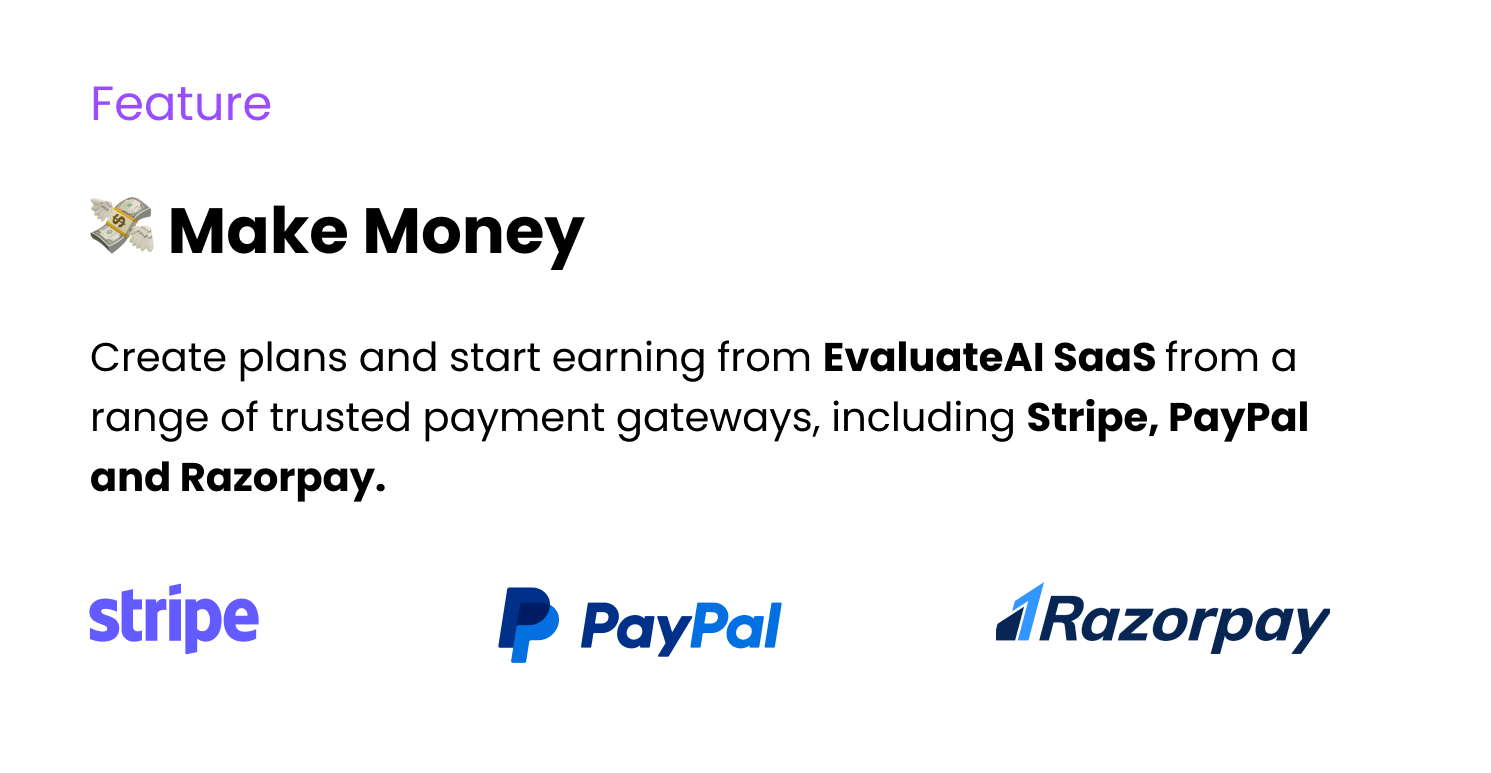 Feature
💸 Make Money
Create plans and start earning from EvaluateAI SaaS from a
range of trusted payment gateways, including Stripe, PayPal
and Razorpay.
stripe PayPal Razorpay